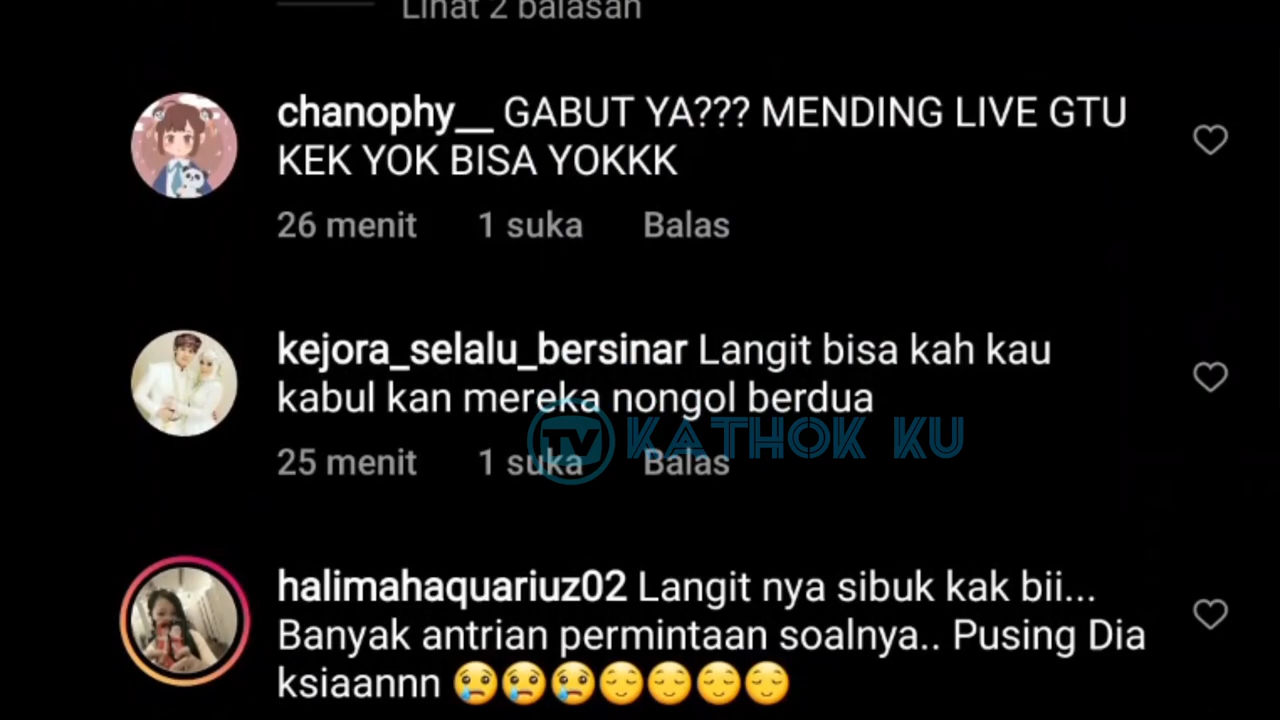 Lihat 2 balasan
chanophy__ GABUT YA??? MENDING LIVE GTU
KEK YOK BISA YOKKK
26 menit 1 suka Balas
kejora_selalu_bersinar Langit bisa kah kau
kabul kan mereka nongol berdua
TV KATHOK KU
25 menit 1 suka Balas
halimahaquariuz02 Langit nya sibuk kak bii...
Banyak antrian permintaan soalnya.. Pusing Dia
ksiaannn 😢😢😢😌😌😌😌